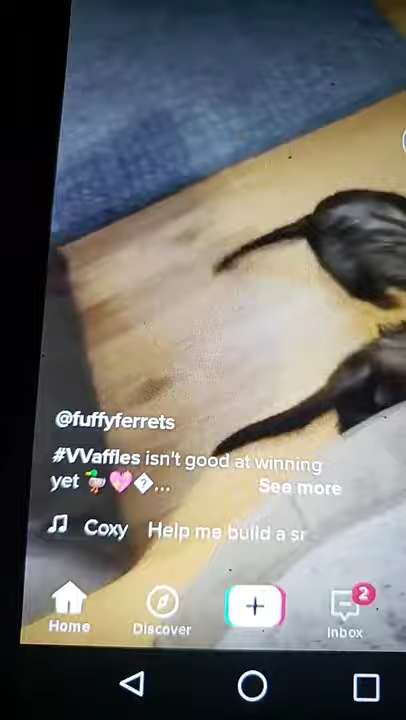 @fuffyferrets
#VVaffles isn't good at winning
yet 🦆💖�... See more
Coxy Help me build a sr
Home Discover Inbox 2